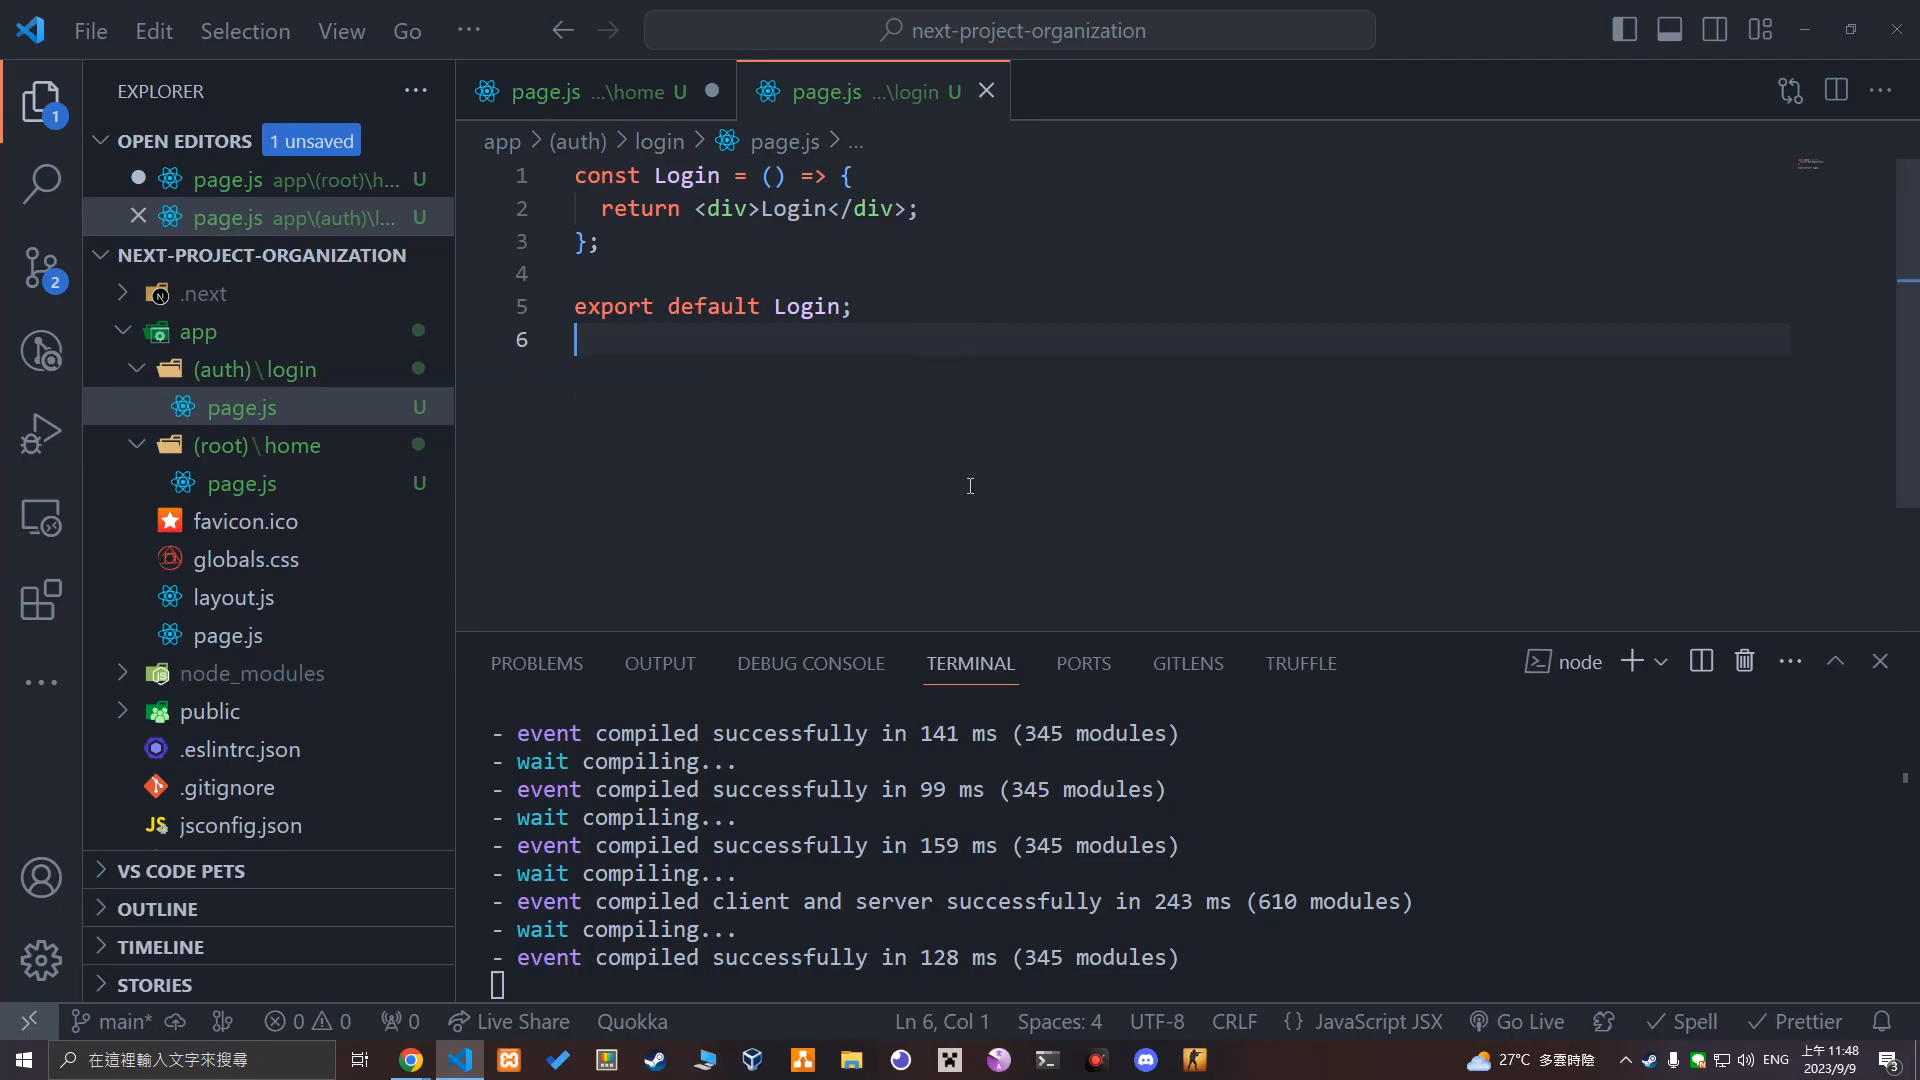 File Edit Selection View Go ···
next-project-organization
EXPLORER
OPEN EDITORS 1 unsaved
page.js app\(root)\h... U
page.js app\(auth)\l... U
NEXT-PROJECT-ORGANIZATION
.next
app
(auth)\login
page.js U
(root)\home
page.js U
favicon.ico
globals.css
layout.js
page.js
node_modules
public
.eslintrc.json
.gitignore
jsconfig.json
VS CODE PETS
OUTLINE
TIMELINE
STORIES
1
2
page.js ...\home U
page.js ...\login U
app > (auth) > login > page.js > ...
1 const Login = () => {
2 return <div>Login</div>;
3 };
4
5 export default Login;
6
PROBLEMS OUTPUT DEBUG CONSOLE TERMINAL PORTS GITLENS TRUFFLE
node
- event compiled successfully in 141 ms (345 modules)
- wait compiling...
- event compiled successfully in 99 ms (345 modules)
- wait compiling...
- event compiled successfully in 159 ms (345 modules)
- wait compiling...
- event compiled client and server successfully in 243 ms (610 modules)
- wait compiling...
- event compiled successfully in 128 ms (345 modules)
main* 0 0 0 Live Share Quokka
Ln 6, Col 1 Spaces: 4 UTF-8 CRLF {} JavaScript JSX Go Live Spell Prettier
在這裡輸入文字來搜尋
27°C 多雲時陰
ENG
上午 11:48
2023/9/9
3